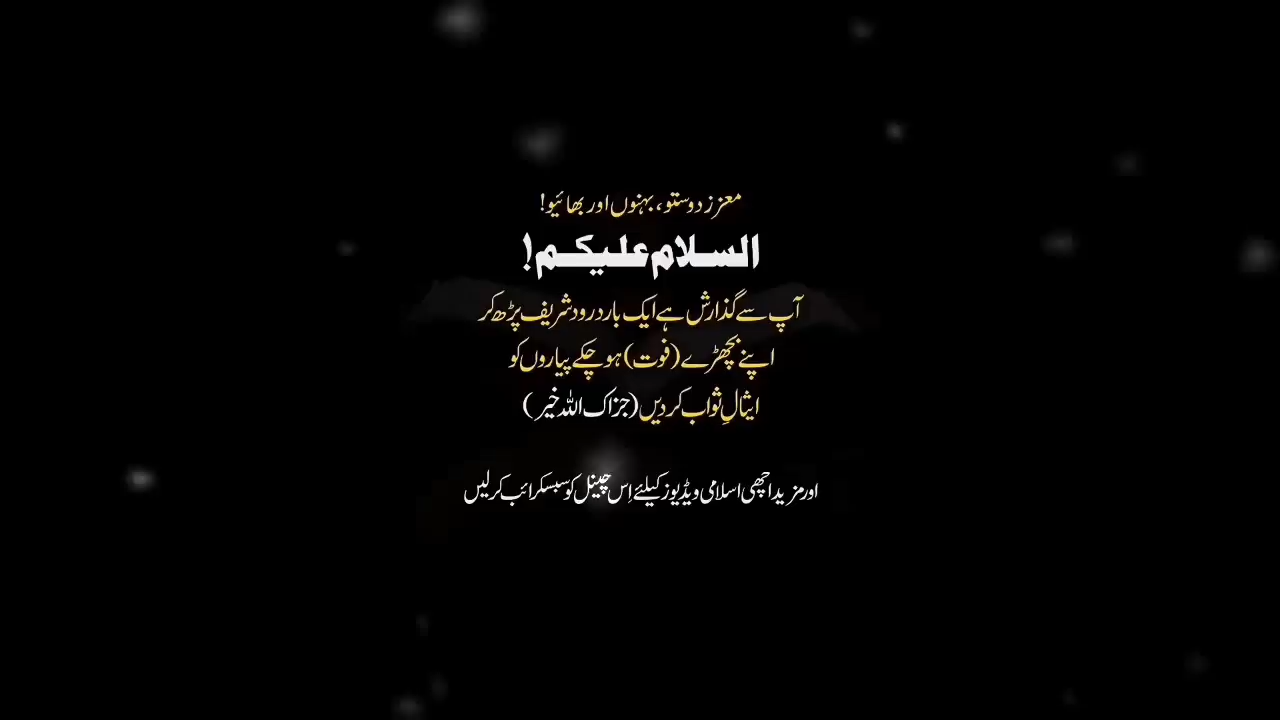 معزز دوستو، بہنوں اور بھائیو!
السلام علیکم!
آپ سے گذارش ہے ایک بار درود شریف پڑھ کر
اپنے بچھڑے (فوت) ہو چکے پیاروں کو
ایثالِ ثواب کر دیں (جزاک اللہ خیر)
اور مزید اچھی اسلامی ویڈیوز کیلئے اِس چینل کو سبسکرائب کر لیں